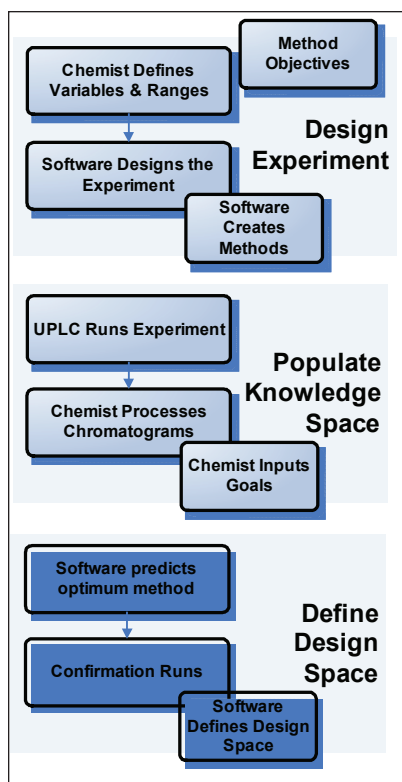 Method
Objectives
Chemist Defines
Variables & Ranges
Design
Experiment
Software Designs the
Experiment
Software
Creates
Methods
UPLC Runs Experiment
Populate
Knowledge
Space
Chemist Processes
Chromatograms
Chemist Inputs
Goals
Software predicts
optimum method
Define
Design
Space
Confirmation Runs
Software
Defines Design
Space